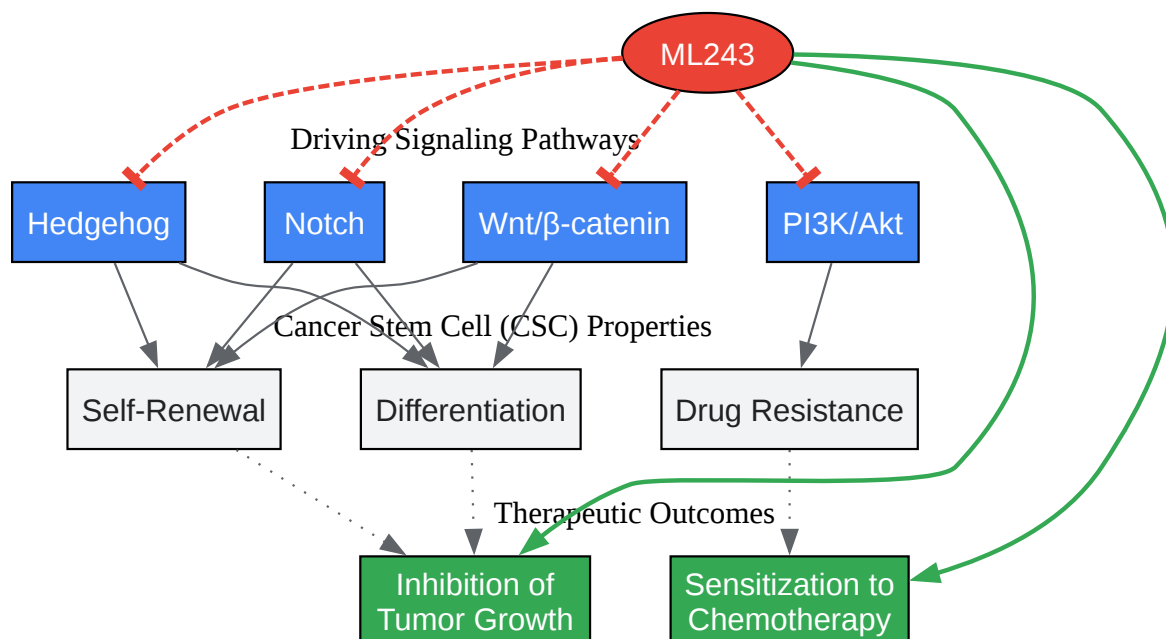 ML243
Driving Signaling Pathways
Hedgehog
Notch
Wnt/β-catenin
PI3K/Akt
Cancer Stem Cell (CSC) Properties
Self-Renewal
Differentiation
Drug Resistance
Therapeutic Outcomes
Inhibition of
Tumor Growth
Sensitization to
Chemotherapy